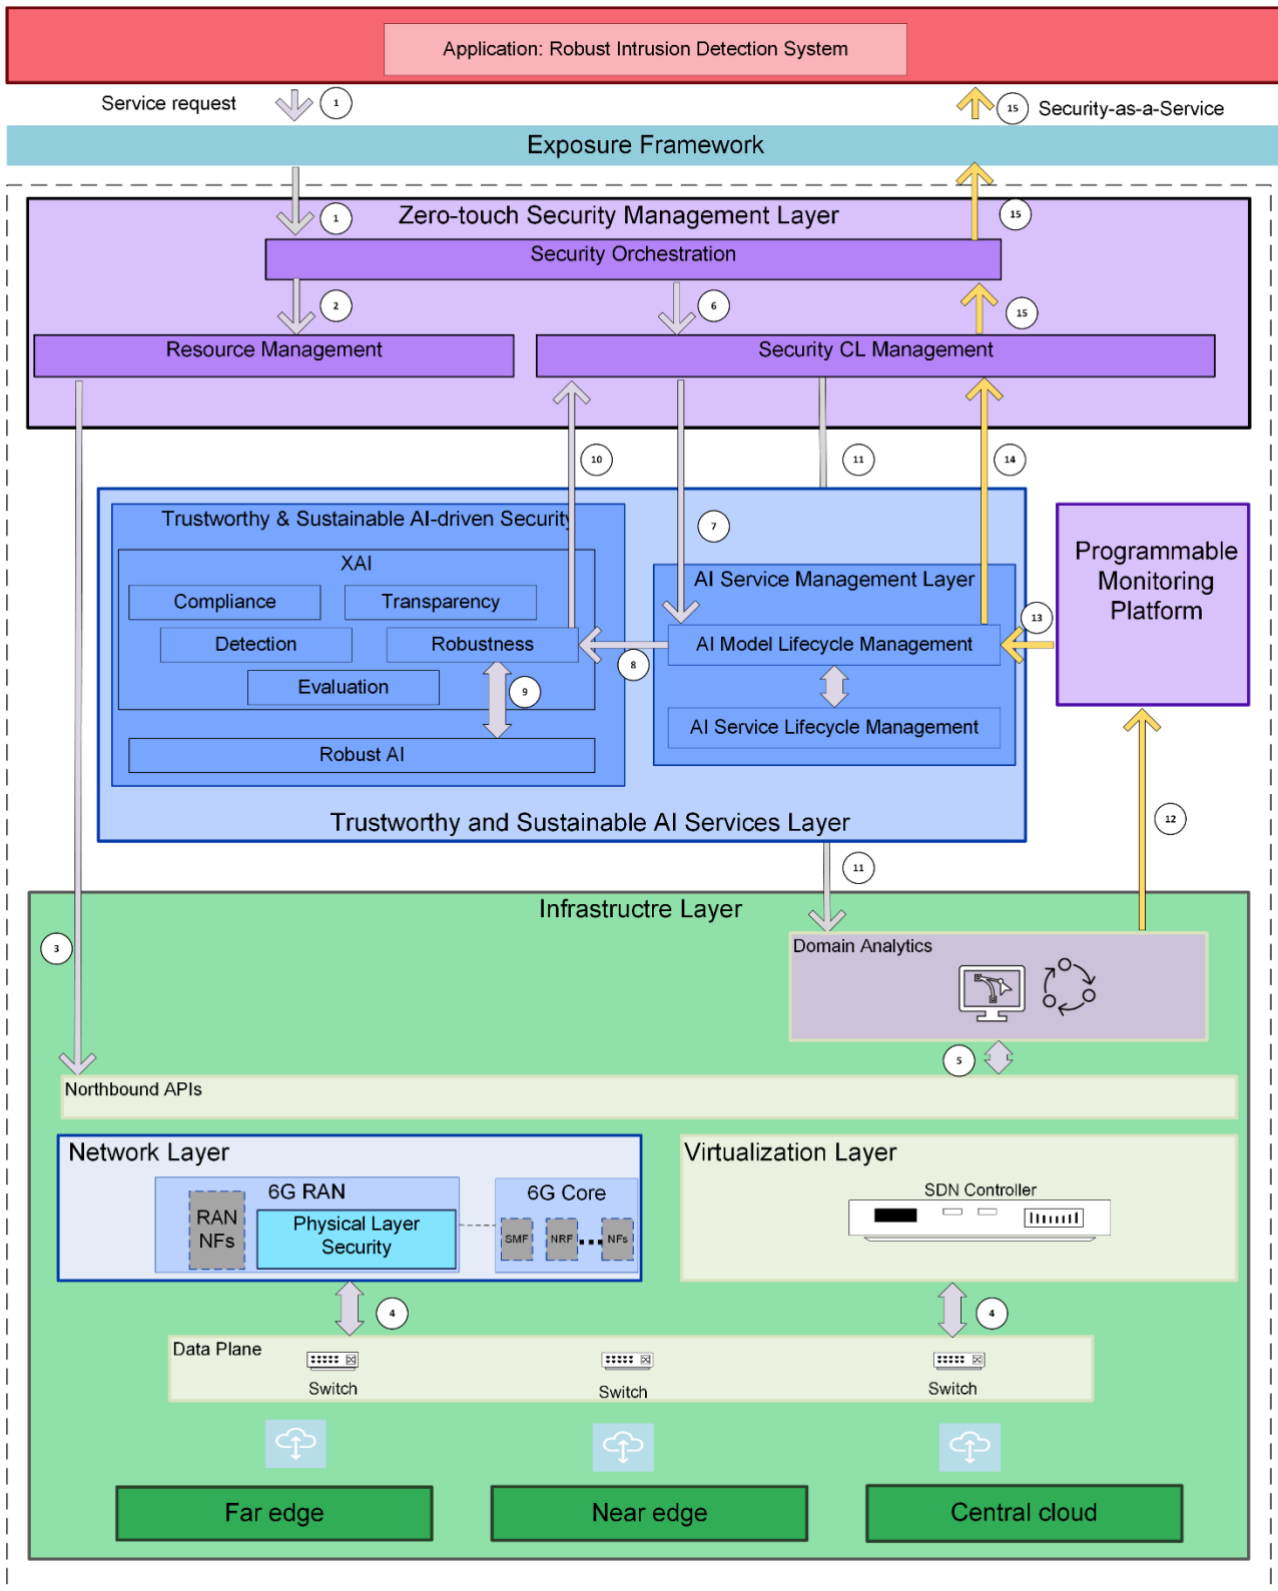 Application: Robust Intrusion Detection System
Service request
1
15
Security-as-a-Service
Exposure Framework
1
Zero-touch Security Management Layer
15
Security Orchestration
2
6
15
Resource Management
Security CL Management
10
11
14
Trustworthy & Sustainable AI-driven Security
7
XAI
Programmable
Monitoring
Platform
AI Service Management Layer
Compliance
Transparency
Detection
Robustness
8
AI Model Lifecycle Management
13
Evaluation
9
AI Service Lifecycle Management
Robust AI
Trustworthy and Sustainable AI Services Layer
12
11
Infrastructre Layer
3
Domain Analytics
5
Northbound APIs
Network Layer
Virtualization Layer
6G RAN
6G Core
SDN Controller
RAN
NFs
Physical Layer
Security
SMF
NRF
NFs
4
4
Data Plane
Switch
Switch
Switch
Far edge
Near edge
Central cloud